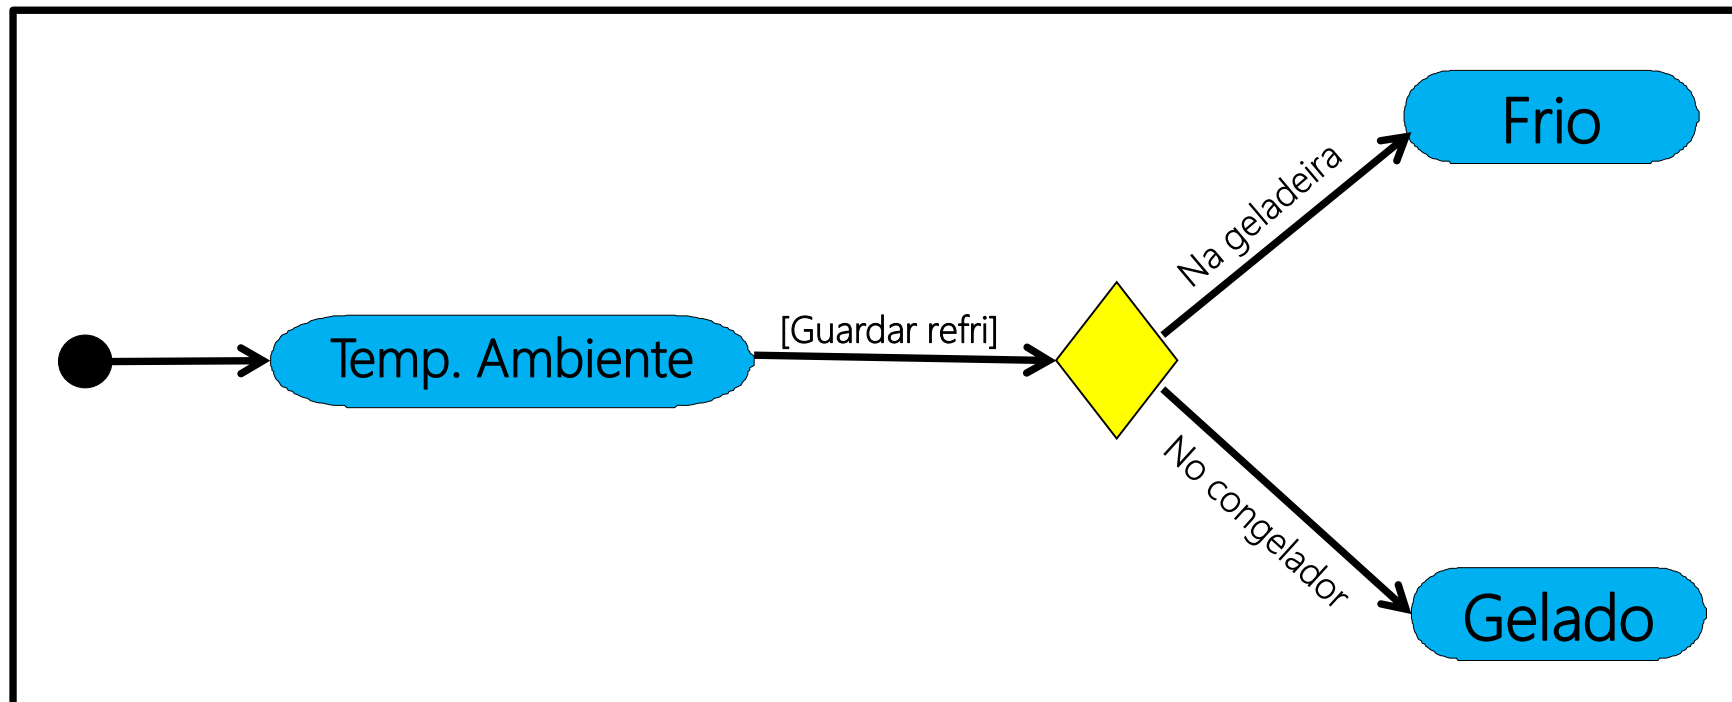 Frio
Na geladeira
[Guardar refri]
Temp. Ambiente
No congelador
Gelado